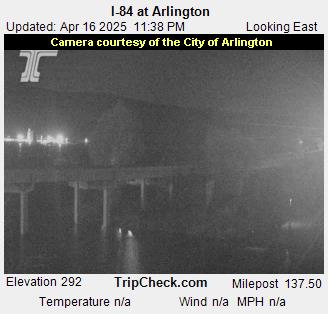 I-84 at Arlington
Updated: Apr 16 2025 11:38 PM Looking East
Camera courtesy of the City of Arlington
Elevation 292 TripCheck.com Milepost 137.50
Temperature n/a Wind n/a MPH n/a